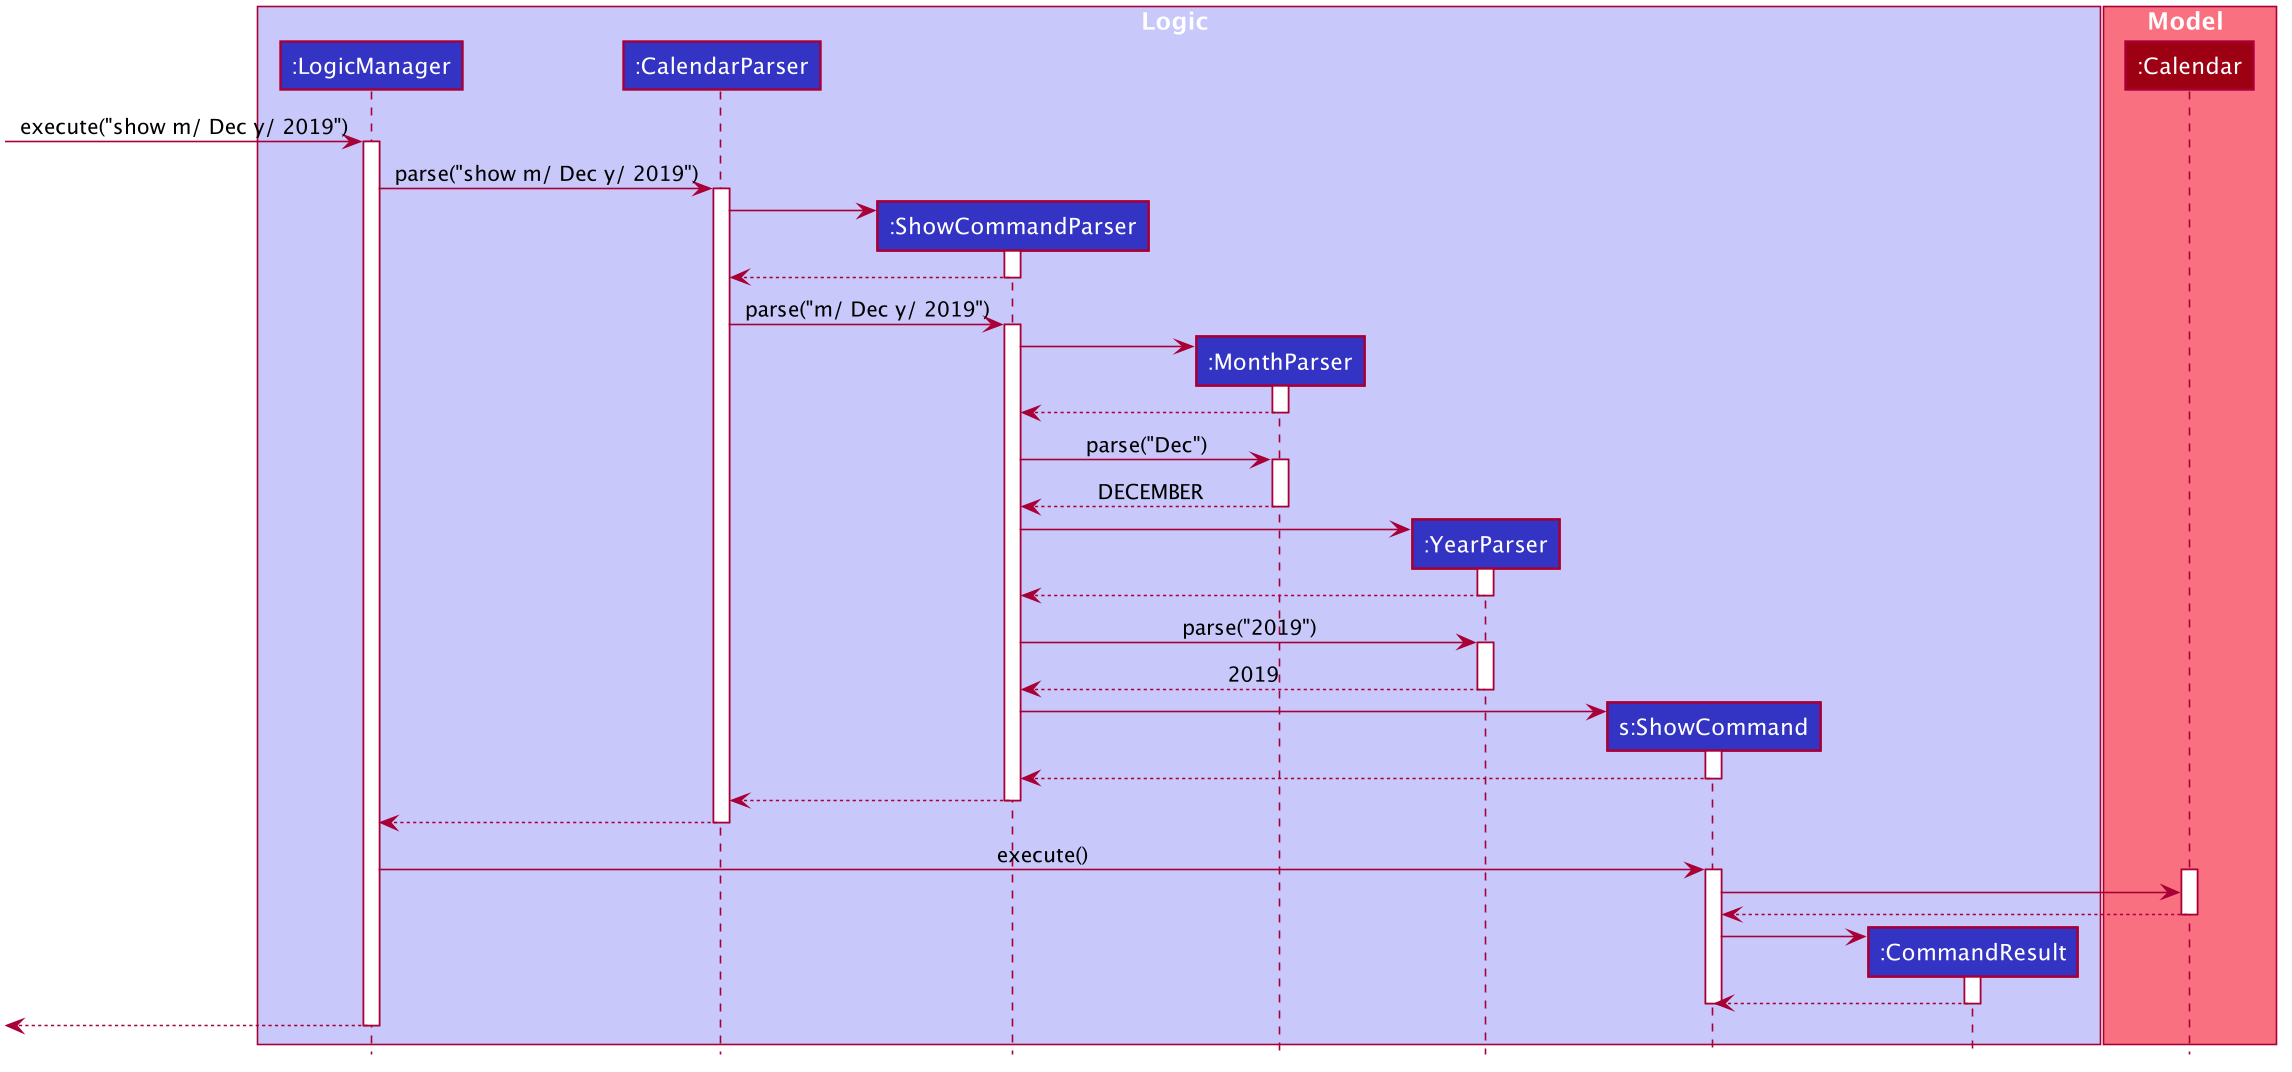 Logic
Model
:LogicManager
:CalendarParser
:Calendar
execute("show m/ Dec y/ 2019")
parse("show m/ Dec y/ 2019")
:ShowCommandParser
parse("m/ Dec y/ 2019")
:MonthParser
parse("Dec")
DECEMBER
:YearParser
parse("2019")
2019
s:ShowCommand
execute()
:CommandResult